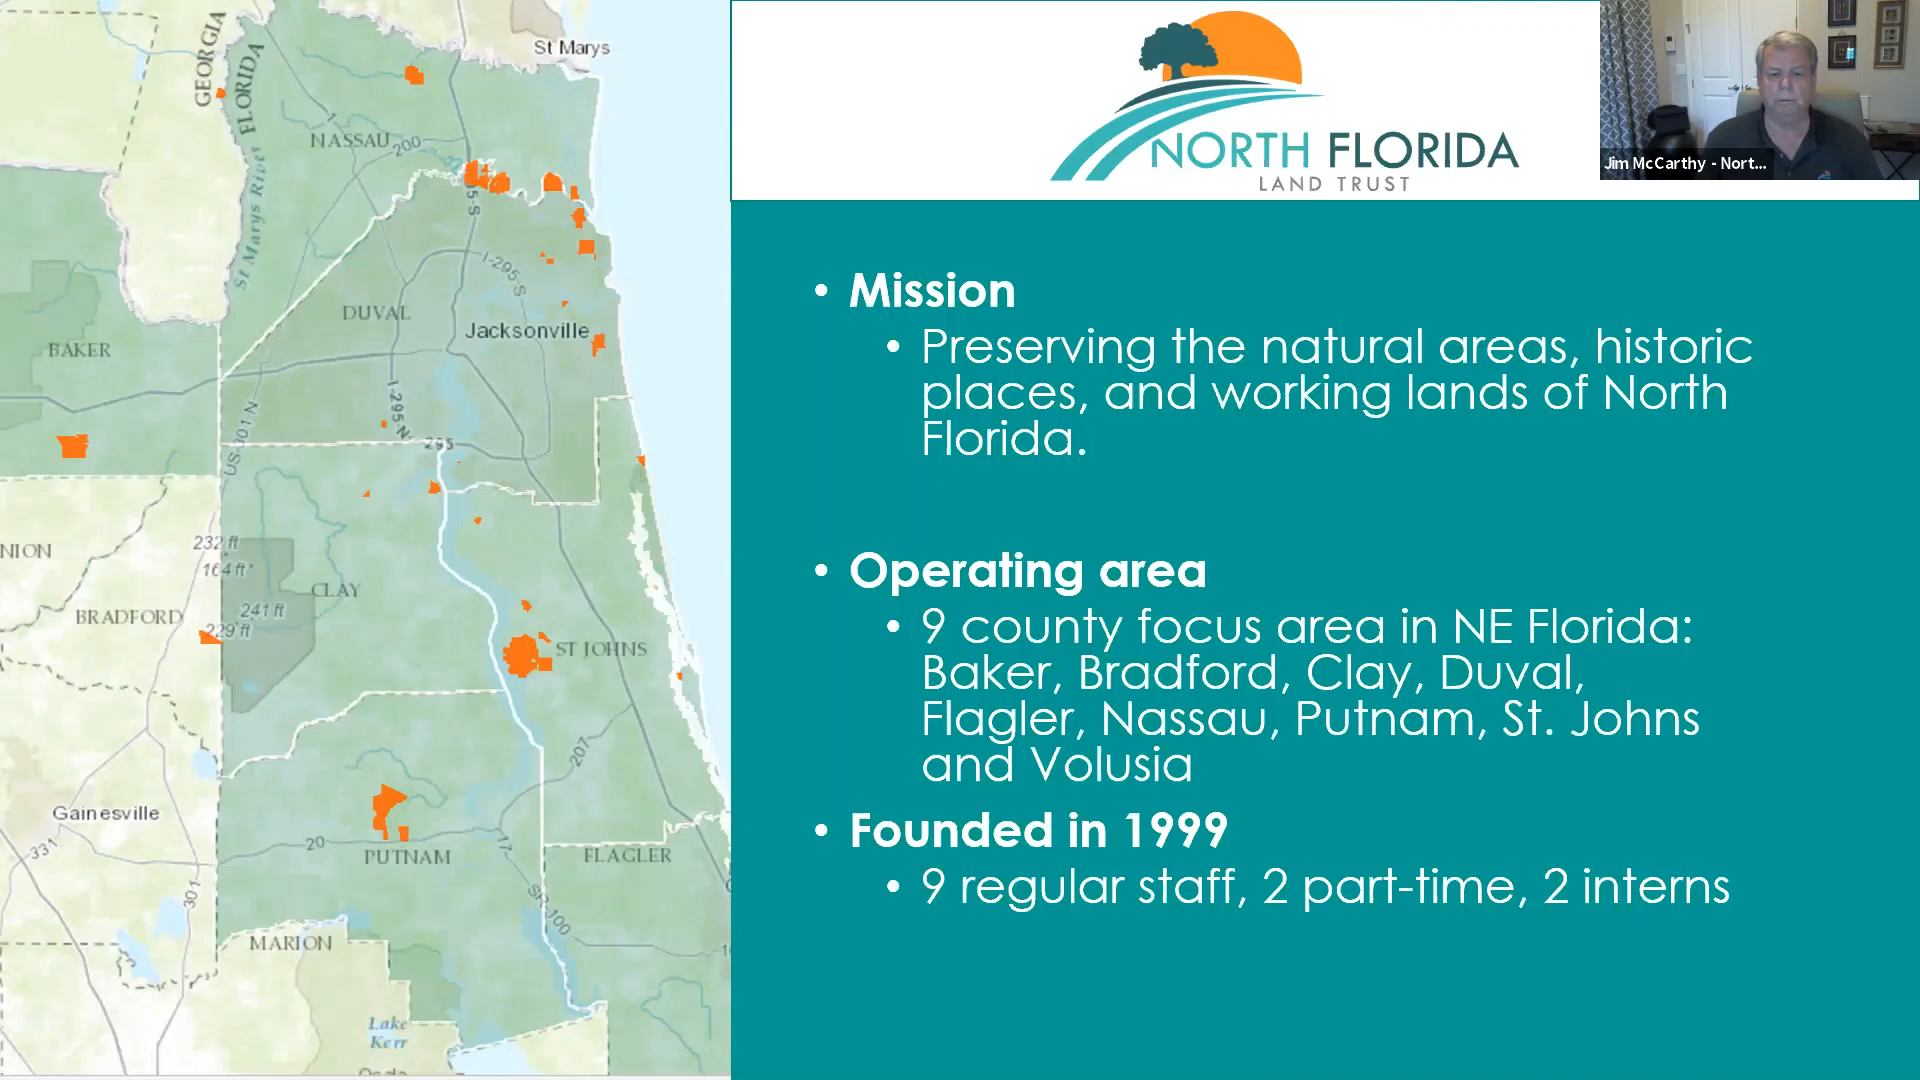 St Marys
GEORGIA
FLORIDA
St Marys River
NASSAU
200
1
5-S
I-295-S
DUVAL
Jacksonville
BAKER
I-295-N
US-301-N
295
NION
232 ft
164 ft
CLAY
BRADFORD
241 ft
229 ft
ST JOHNS
207
Gainesville
331
20
17
PUTNAM
FLAGLER
301
SR-100
MARION
Lake
Kerr
NORTH FLORIDA
LAND TRUST
Jim McCarthy - Nort...
• Mission
• Preserving the natural areas, historic
places, and working lands of North
Florida.
• Operating area
• 9 county focus area in NE Florida:
Baker, Bradford, Clay, Duval,
Flagler, Nassau, Putnam, St. Johns
and Volusia
• Founded in 1999
• 9 regular staff, 2 part-time, 2 interns